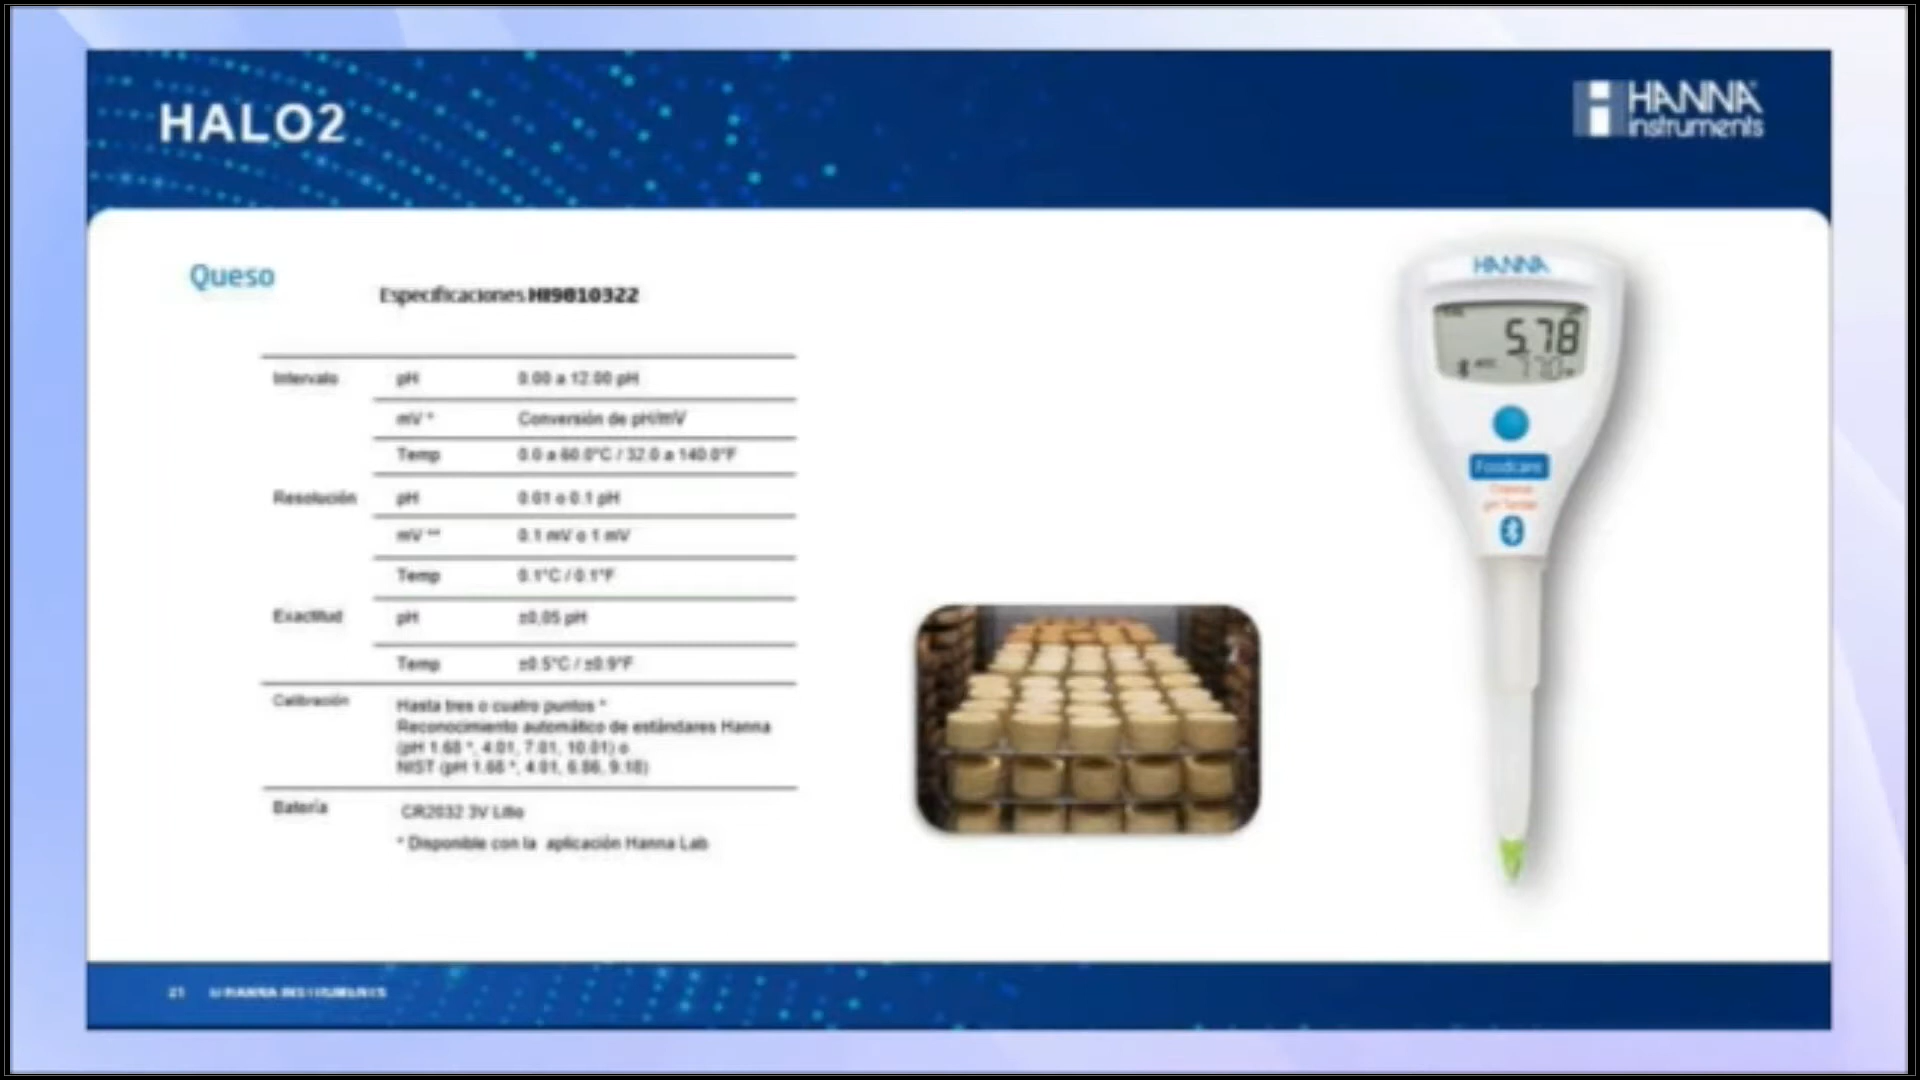 HALO2
HANNA
instruments
Queso
Especificaciones HI9810322
Intervalo pH 0.00 a 12.00 pH
mV * Conversión de pH/mV
Temp 0.0 a 60.0°C / 32.0 a 140.0°F
Resolución pH 0.01 o 0.1 pH
mV ** 0.1 mV o 1 mV
Temp 0.1°C / 0.1°F
Exactitud pH ±0,05 pH
Temp ±0.5°C / ±0.9°F
Calibración Hasta tres o cuatro puntos *
Reconocimiento automático de estándares Hanna
(pH 1.68 *, 4.01, 7.01, 10.01) o
NIST (pH 1.68 *, 4.01, 6.86, 9.18)
Batería CR2032 3V Litio
* Disponible con la aplicación Hanna Lab
HANNA
5.78
Foodcare
pH Tester
21 © HANNA INSTRUMENTS